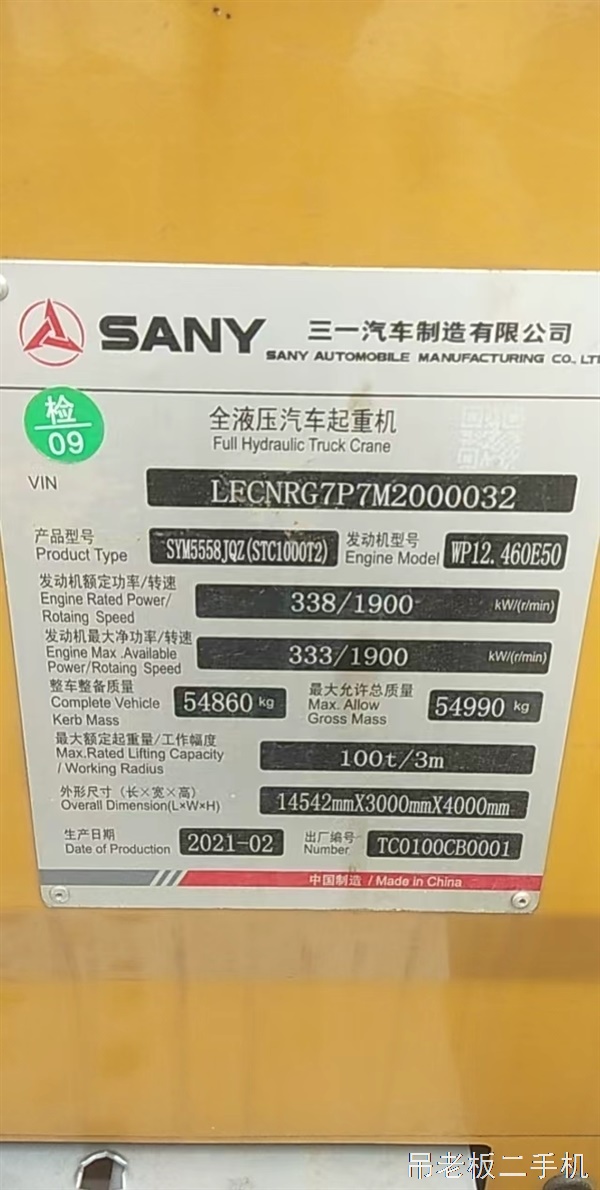 SANY 三一汽车制造有限公司
SANY AUTOMOBILE MANUFACTURING CO., LT
检
09
全液压汽车起重机
Full Hydraulic Truck Crane
VIN LFCNRG7P7M2000032
产品型号 发动机型号
Product Type SYM5558JQZ(STC1000T2) Engine Model WP12.460E50
发动机额定功率/转速
Engine Rated Power/ 338/1900 kW/(r/min)
Rotaing Speed
发动机最大净功率/转速
Engine Max .Available 333/1900 kW/(r/min)
Power/Rotaing Speed
整车整备质量 最大允许总质量
Complete Vehicle 54860 kg Max. Allow 54990 kg
Kerb Mass Gross Mass
最大额定起重量/工作幅度
Max.Rated Lifting Capacity 100t/3m
/ Working Radius
外形尺寸（长×宽×高）
Overall Dimension(L×W×H) 14542mmX3000mmX4000mm
生产日期 出厂编号
Date of Production 2021-02 Number TC0100CB0001
中国制造 / Made in China
吊老板二手机